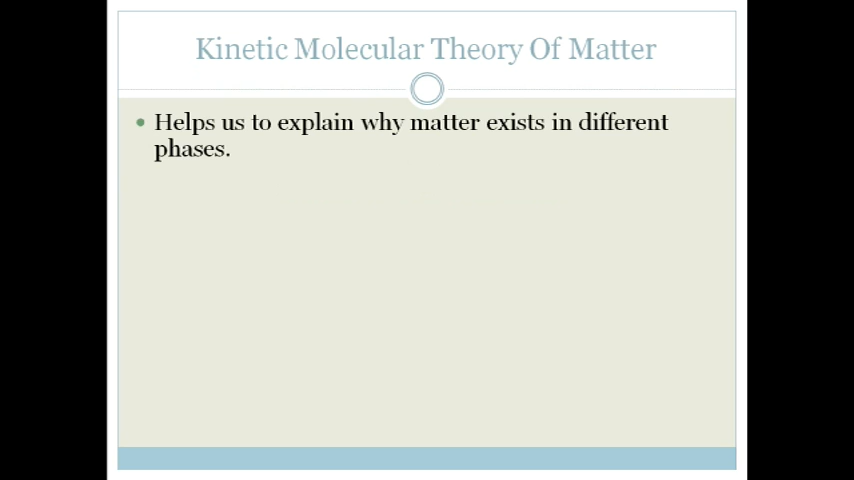 Kinetic Molecular Theory Of Matter
• Helps us to explain why matter exists in different
phases.